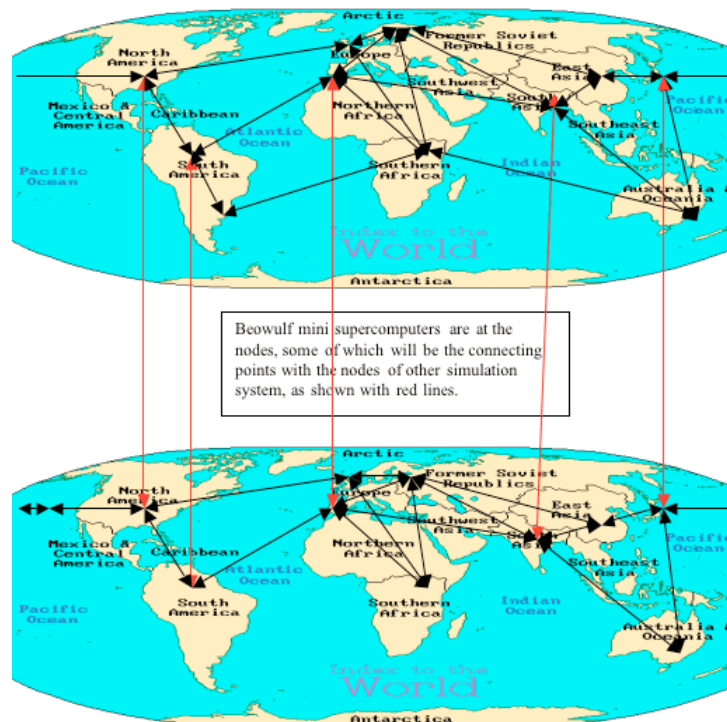 Arctic
North
America
Former Soviet
Republics
Europe
East
Asia
Southwest
Asia
South
Asia
Mexico &
Central
America
Caribbean
Northern
Africa
Atlantic
Ocean
Pacific
Ocean
Southeast
Asia
Pacific
Ocean
South
America
Southern
Africa
Indian
Ocean
Australia &
Oceania
Index to the
World
Antarctica
Beowulf mini supercomputers are at the
nodes, some of which will be the connecting
points with the nodes of other simulation
system, as shown with red lines.
Arctic
North
America
Former Soviet
Republics
Europe
East
Asia
Southwest
Asia
South
Asia
Mexico &
Central
America
Caribbean
Northern
Africa
Atlantic
Ocean
Pacific
Ocean
Southeast
Asia
Pacific
Ocean
South
America
Southern
Africa
Indian
Ocean
Australia &
Oceania
Index to the
World